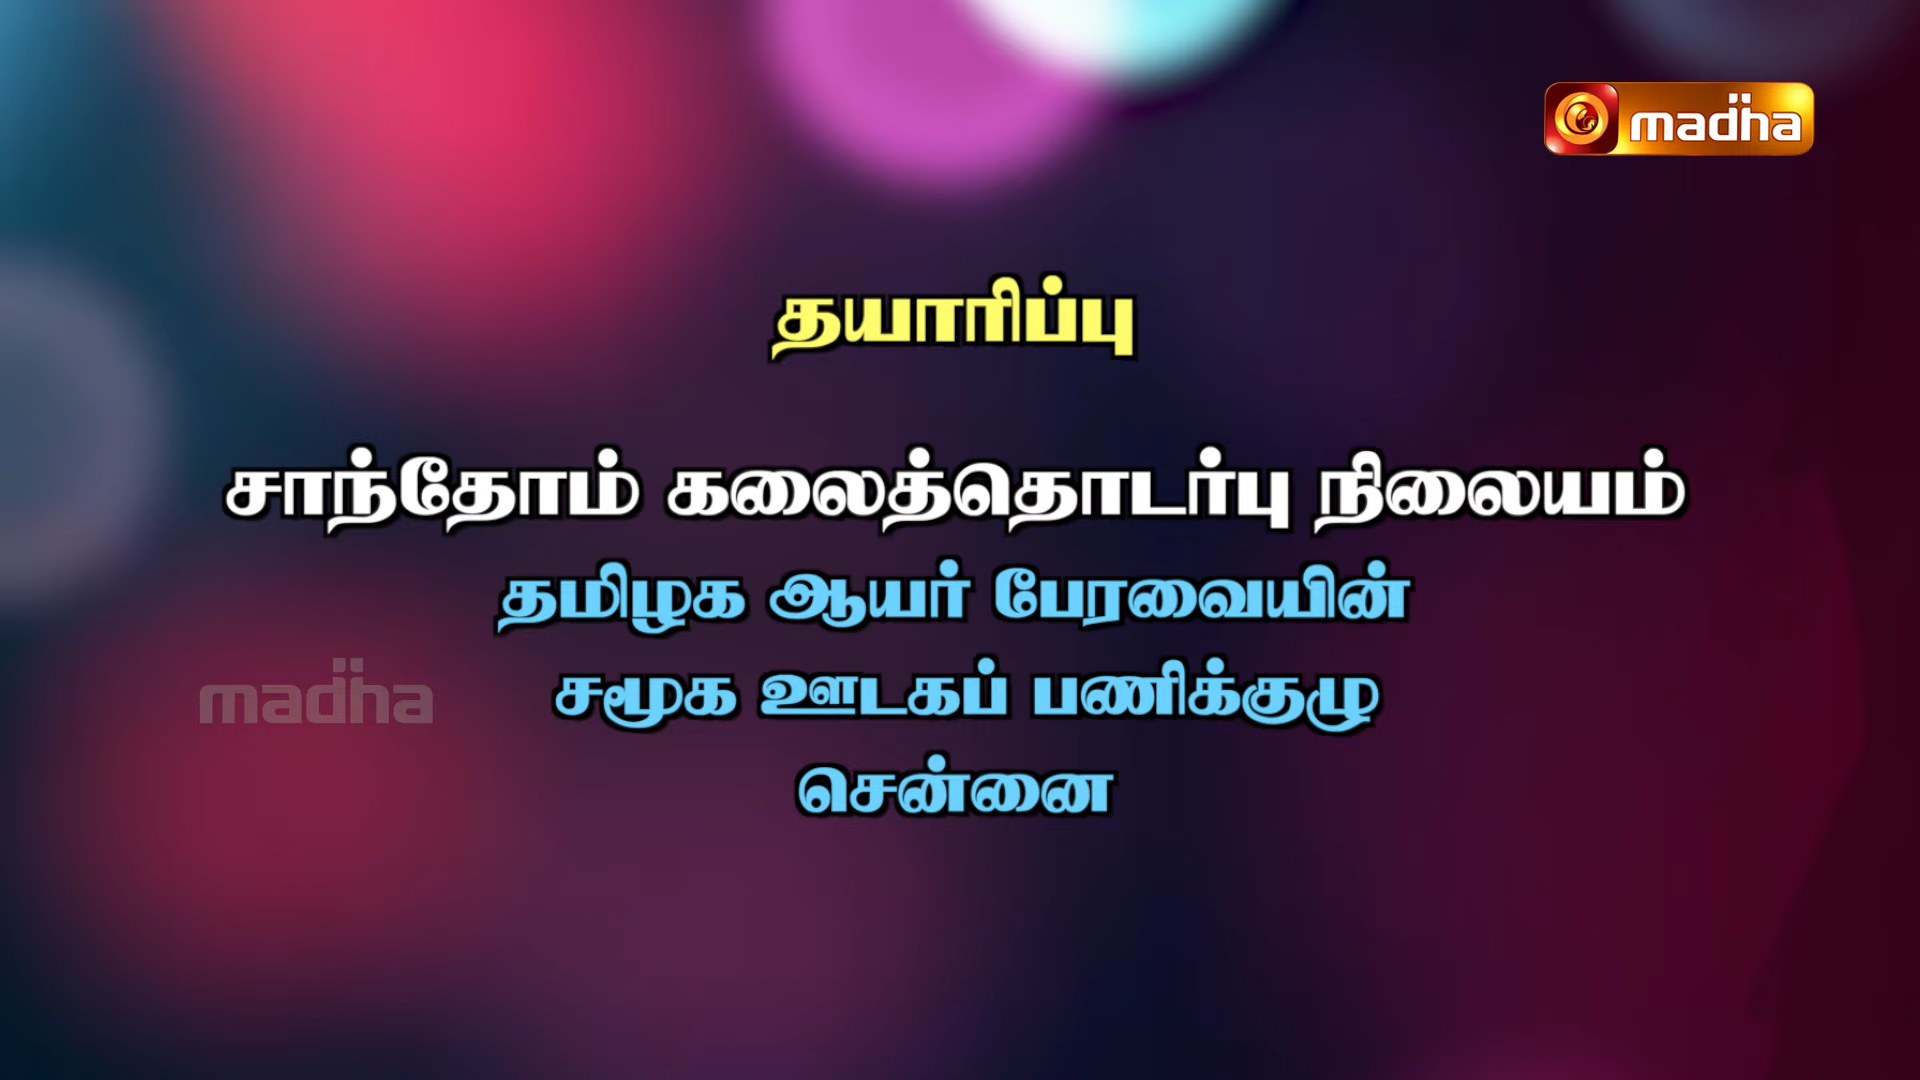 madha
தயாரிப்பு
சாந்தோம் கலைத்தொடர்பு நிலையம்
தமிழக ஆயர் பேரவையின்
சமூக ஊடகப் பணிக்குழு
madha
சென்னை